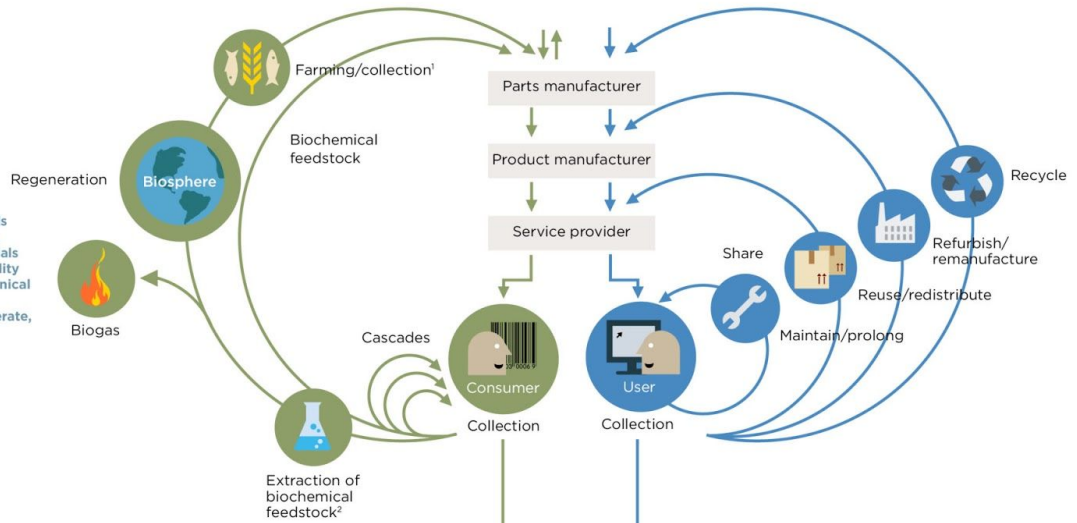 Farming/collection¹
Parts manufacturer
Biochemical
feedstock
Product manufacturer
Regeneration
Biosphere
Recycle
Service provider
Share
Refurbish/
remanufacture
Reuse/redistribute
Biogas
Maintain/prolong
Cascades
Consumer
User
Collection
Collection
Extraction of
biochemical
feedstock²